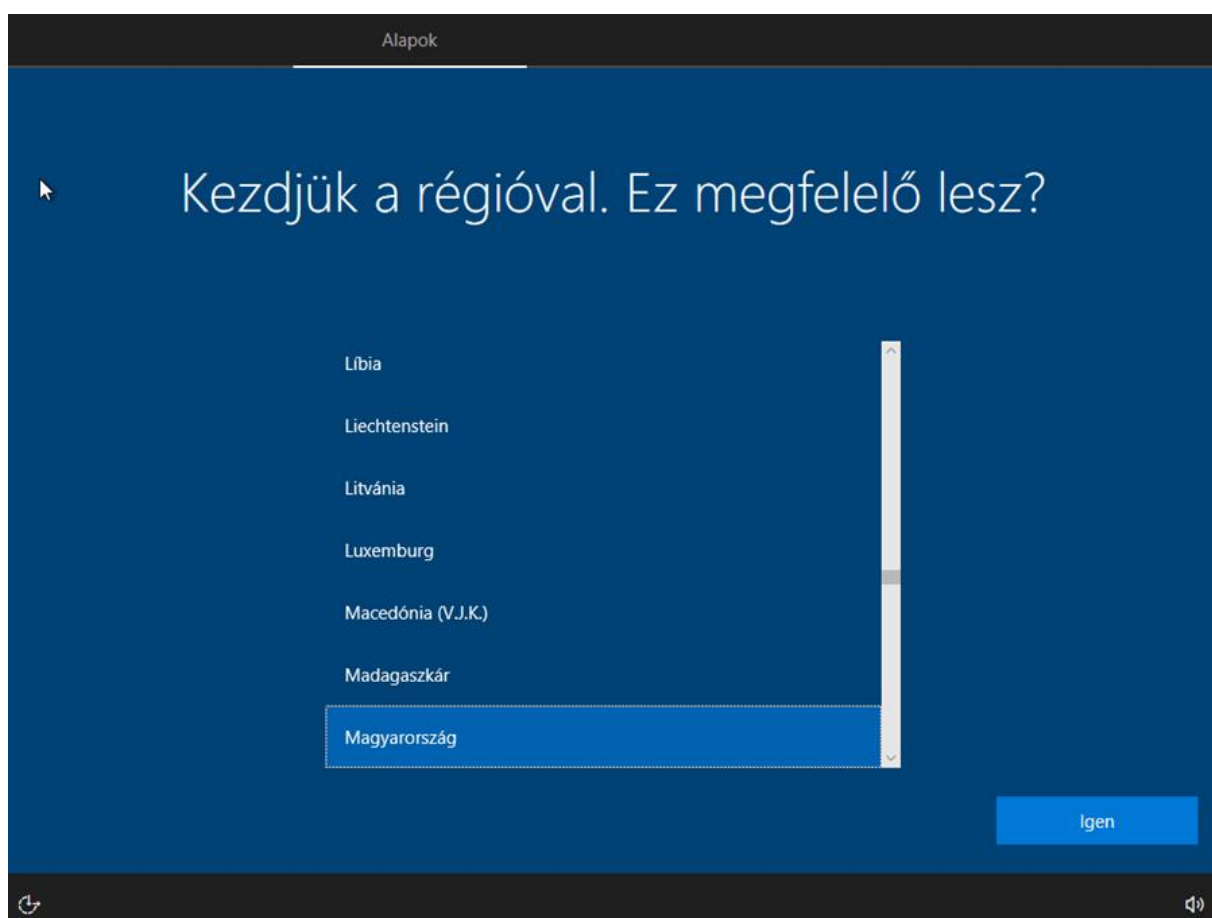 Alapok
Kezdjük a régióval. Ez megfelelő lesz?
Líbia
Liechtenstein
Litvánia
Luxemburg
Macedónia (V.J.K.)
Madagaszkár
Magyarország
Igen